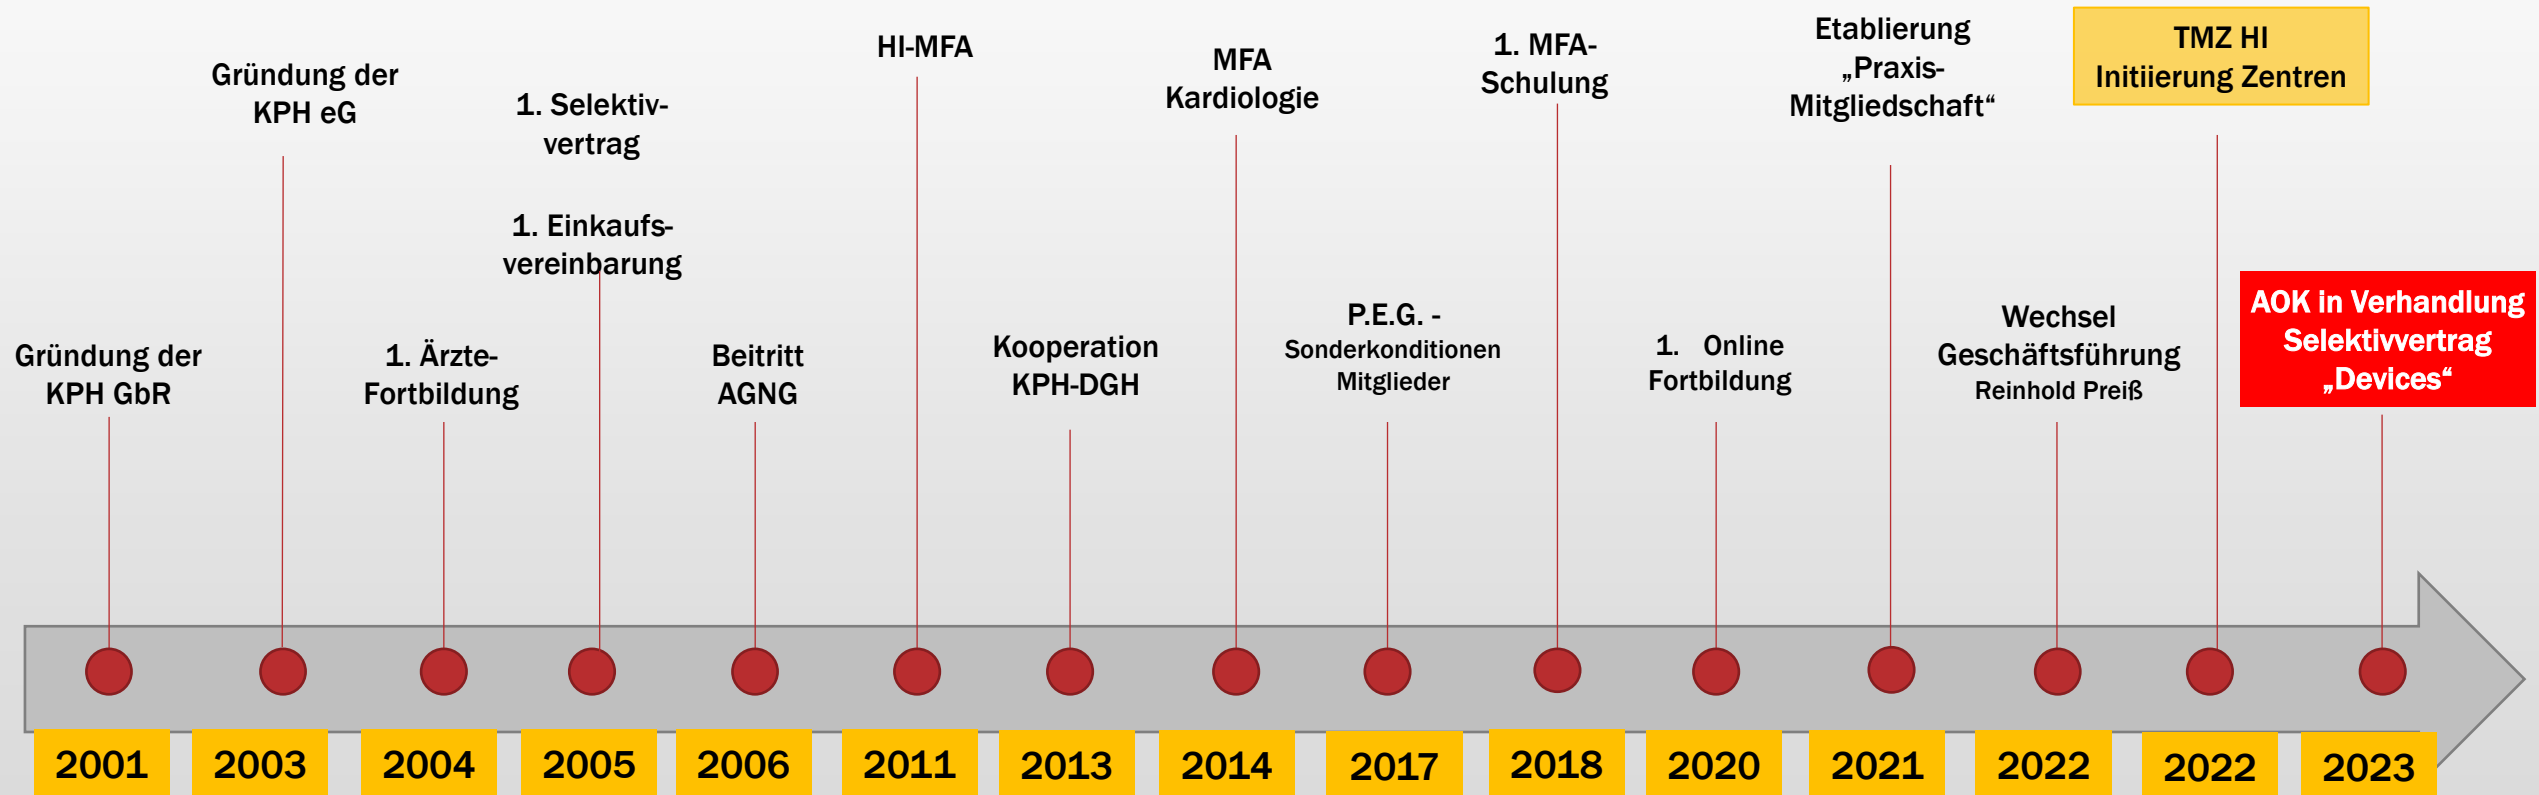 Gründung der
KPH GbR
Gründung der
KPH eG
1. Ärzte-
Fortbildung
1. Selektiv-
vertrag
1. Einkaufs-
vereinbarung
Beitritt
AGNG
HI-MFA
Kooperation
KPH-DGH
MFA
Kardiologie
P.E.G. -
Sonderkonditionen
Mitglieder
1. MFA-
Schulung
1. Online
Fortbildung
Etablierung
„Praxis-
Mitgliedschaft“
Wechsel
Geschäftsführung
Reinhold Preiß
TMZ HI
Initiierung Zentren
AOK in Verhandlung
Selektivvertrag
„Devices“
2001
2003
2004
2005
2006
2011
2013
2014
2017
2018
2020
2021
2022
2022
2023